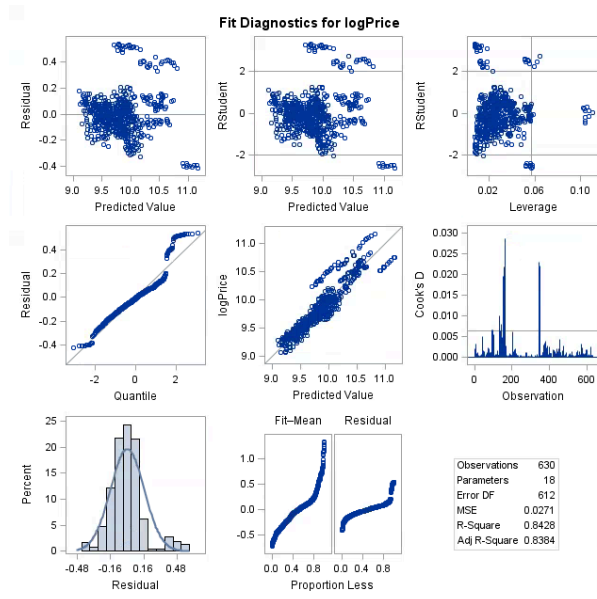 Fit Diagnostics for logPrice
Residual
0.4
0.2
0.0
-0.2
-0.4
9.0 9.5 10.0 10.5 11.0
Predicted Value
RStudent
2
0
-2
9.0 9.5 10.0 10.5 11.0
Predicted Value
RStudent
2
0
-2
0.02 0.06 0.10
Leverage
Residual
0.4
0.2
0.0
-0.2
-0.4
-2 0 2
Quantile
logPrice
11.0
10.5
10.0
9.5
9.0
9.0 9.5 10.0 10.5 11.0
Predicted Value
Cook's D
0.030
0.025
0.020
0.015
0.010
0.005
0.000
0 200 400 600
Observation
Percent
25
20
15
10
5
0
-0.48 -0.16 0.16 0.48
Residual
Fit–Mean Residual
1.0
0.5
0.0
-0.5
0.0 0.4 0.8 0.0 0.4 0.8
Proportion Less
Observations 630
Parameters 18
Error DF 612
MSE 0.0271
R-Square 0.8428
Adj R-Square 0.8384